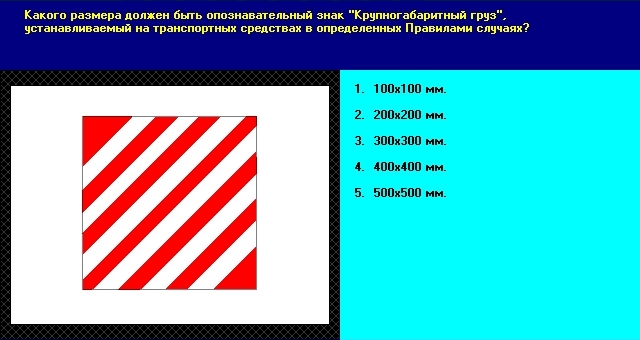 Какого размера должен быть опознавательный знак "Крупногабаритный груз",
устанавливаемый на транспортных средствах в определенных Правилами случаях?
1. 100x100 мм.
2. 200x200 мм.
3. 300x300 мм.
4. 400x400 мм.
5. 500x500 мм.